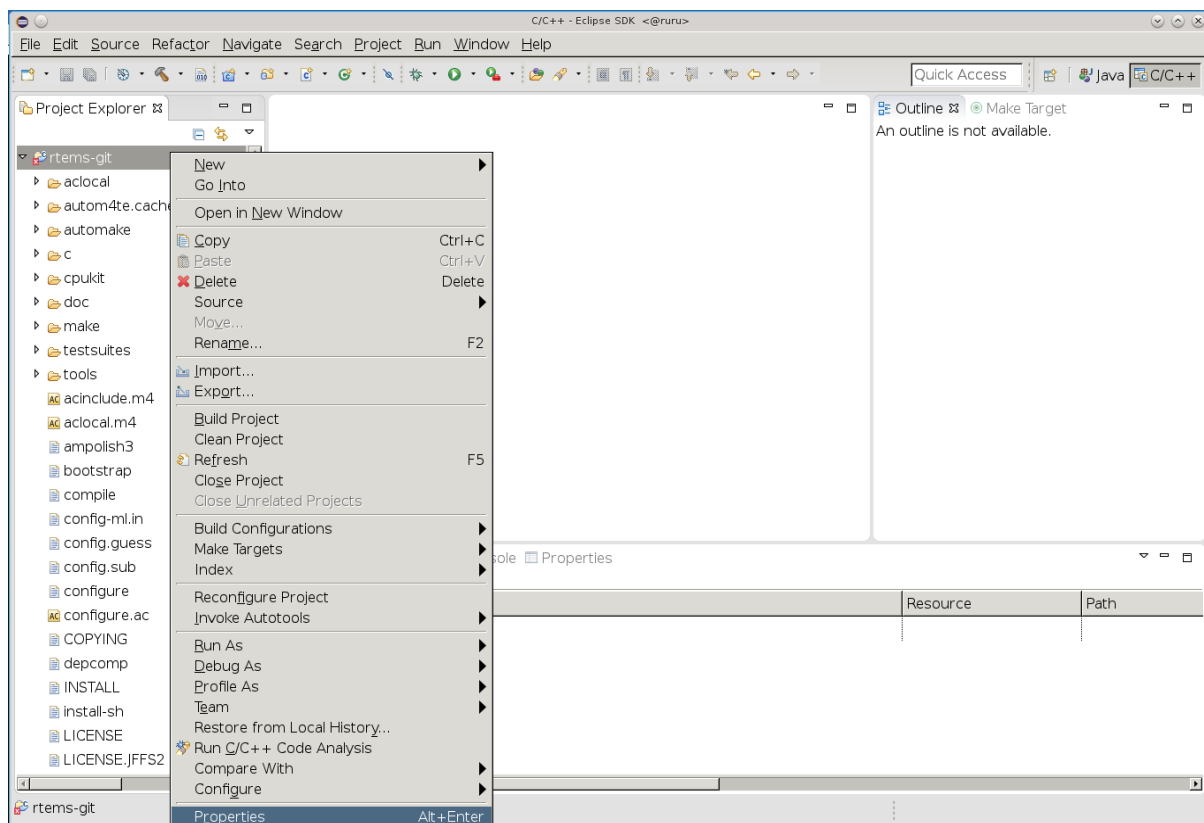 C/C++ - Eclipse SDK <@ruru>
File Edit Source Refactor Navigate Search Project Run Window Help
Quick Access Java C/C++
Project Explorer
Outline Make Target
An outline is not available.
rtems-git
aclocal
autom4te.cache
automake
c
cpukit
doc
make
testsuites
tools
acinclude.m4
aclocal.m4
ampolish3
bootstrap
compile
config-ml.in
config.guess
config.sub
configure
configure.ac
COPYING
depcomp
INSTALL
install-sh
LICENSE
LICENSE.JFFS2
New
Go Into
Open in New Window
Copy Ctrl+C
Paste Ctrl+V
Delete Delete
Source
Move...
Rename... F2
Import...
Export...
Build Project
Clean Project
Refresh F5
Close Project
Close Unrelated Projects
Build Configurations
Make Targets
Index
Reconfigure Project
Invoke Autotools
Run As
Debug As
Profile As
Team
Restore from Local History...
Run C/C++ Code Analysis
Compare With
Configure
Properties Alt+Enter
sole Properties
Resource Path
rtems-git